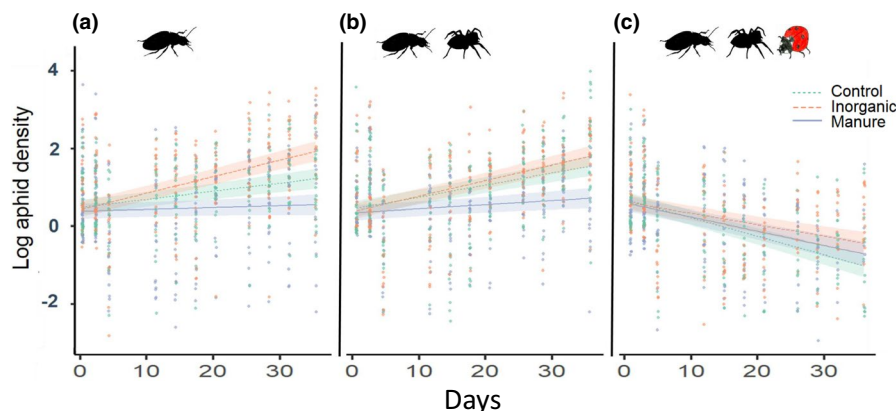 (a) (b) (c)
Control
Inorganic
Manure
4
2
0
-2
Log aphid density
0 10 20 30 0 10 20 30 0 10 20 30
Days